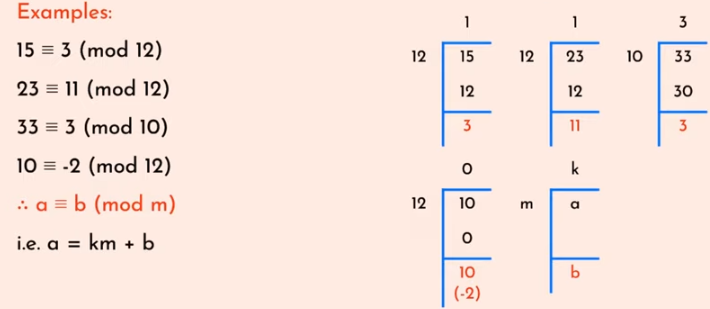 Examples:
15 ≡ 3 (mod 12)
23 ≡ 11 (mod 12)
33 ≡ 3 (mod 10)
10 ≡ -2 (mod 12)
∴ a ≡ b (mod m)
i.e. a = km + b
1
12 15
12
3
1
12 23
12
11
3
10 33
30
3
0
12 10
0
10
(-2)
k
m a
b